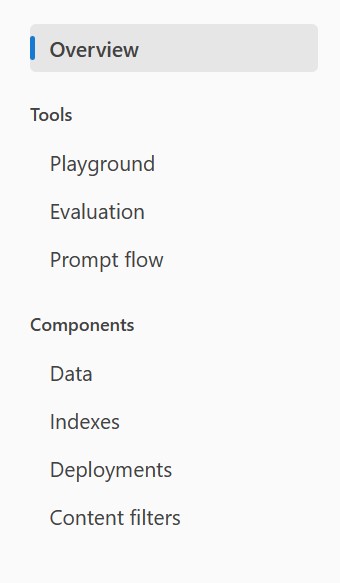 Overview
Tools
Playground
Evaluation
Prompt flow
Components
Data
Indexes
Deployments
Content filters